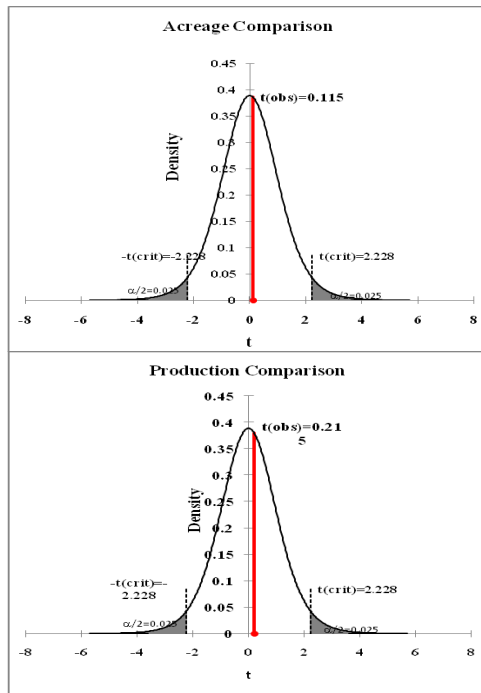 Acreage Comparison
0.45
0.4
0.35
0.3
0.25
0.2
0.15
0.1
0.05
0
t(obs)=0.115
Density
-t(crit)=-2.228
t(crit)=2.228
α/2=0.025
α/2=0.025
-8 -6 -4 -2 0 2 4 6 8
t
Production Comparison
0.45
0.4
0.35
0.3
0.25
0.2
0.15
0.1
0.05
0
t(obs)=0.21
5
Density
-t(crit)=-
2.228
t(crit)=2.228
α/2=0.025
α/2=0.025
-8 -6 -4 -2 0 2 4 6 8
t